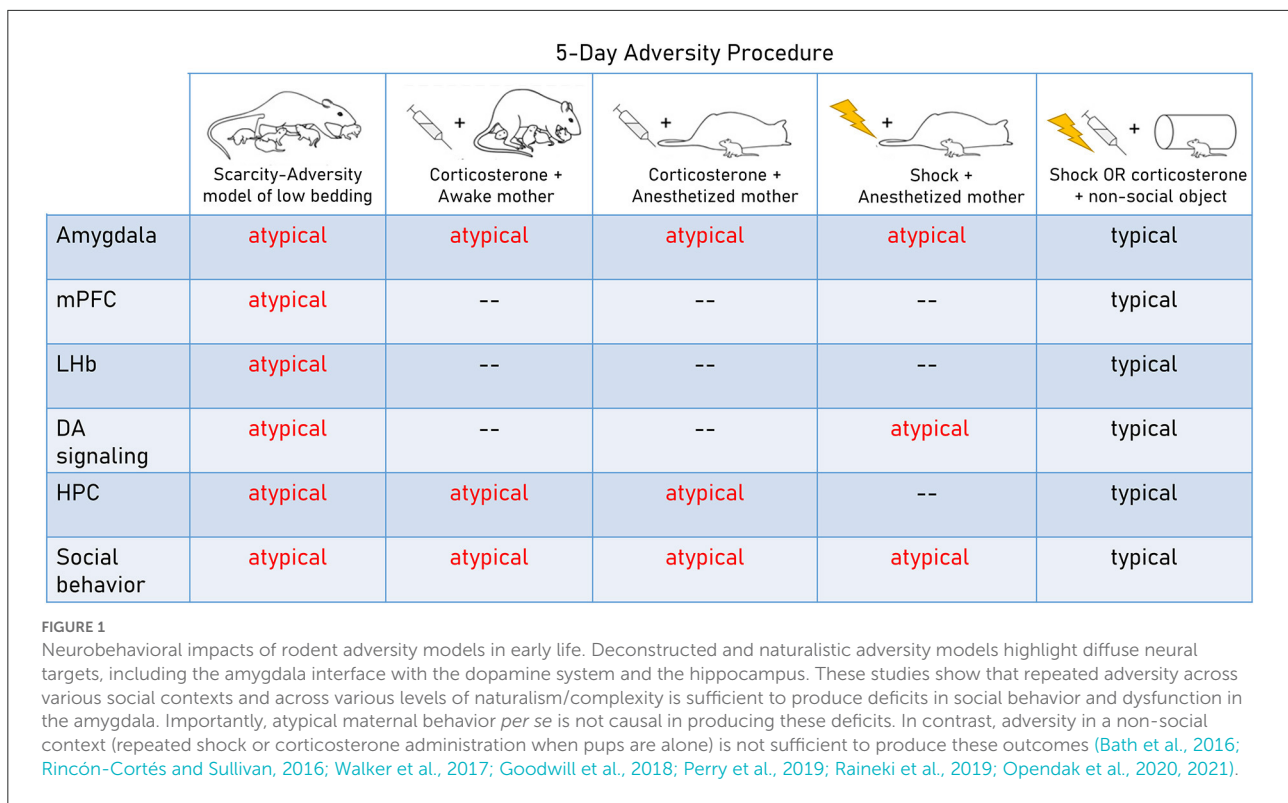 5-Day Adversity Procedure
+ + + +
Scarcity-Adversity
model of low bedding
Corticosterone +
Awake mother
Corticosterone +
Anesthetized mother
Shock +
Anesthetized mother
Shock OR corticosterone
+ non-social object
Amygdala atypical atypical atypical atypical typical
mPFC atypical -- -- -- typical
LHb atypical -- -- -- typical
DA
signaling atypical -- -- atypical typical
HPC atypical atypical atypical -- typical
Social
behavior atypical atypical atypical atypical typical
FIGURE 1
Neurobehavioral impacts of rodent adversity models in early life. Deconstructed and naturalistic adversity models highlight diffuse neural
targets, including the amygdala interface with the dopamine system and the hippocampus. These studies show that repeated adversity across
various social contexts and across various levels of naturalism/complexity is sufficient to produce deficits in social behavior and dysfunction in
the amygdala. Importantly, atypical maternal behavior per se is not causal in producing these deficits. In contrast, adversity in a non-social
context (repeated shock or corticosterone administration when pups are alone) is not sufficient to produce these outcomes (Bath et al., 2016;
Rincón-Cortés and Sullivan, 2016; Walker et al., 2017; Goodwill et al., 2018; Perry et al., 2019; Raineki et al., 2019; Opendak et al., 2020, 2021).